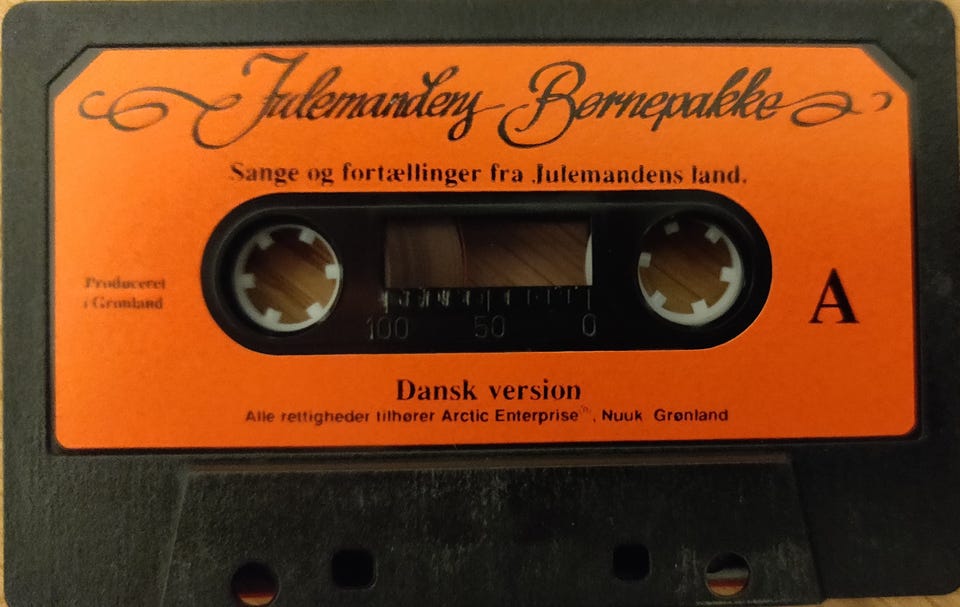 Julemandens Børnepakke
Sange og fortællinger fra Julemandens land.
Produceret
i Grønland
A
100 50 0
Dansk version
Alle rettigheder tilhører Arctic Enterprise , Nuuk Grønland